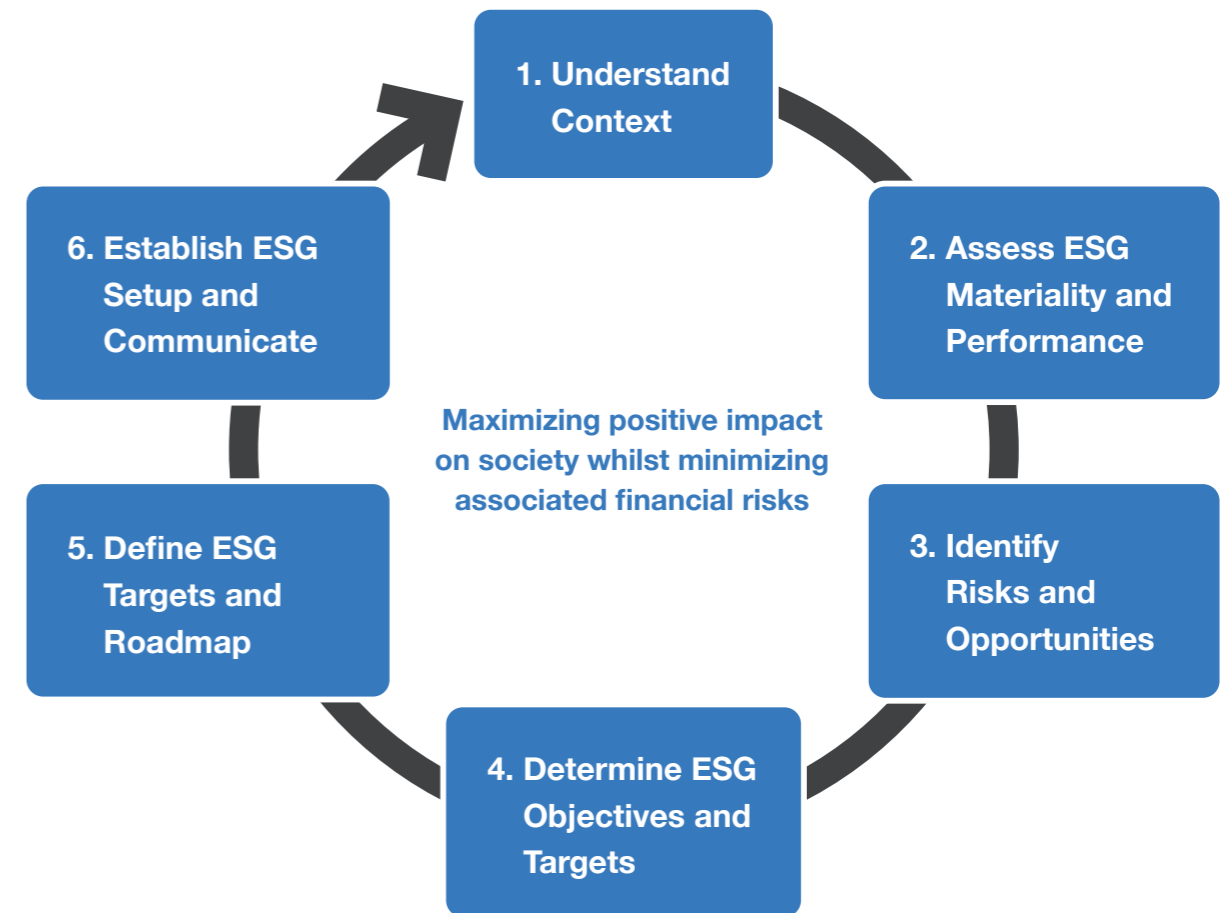 1. Understand
Context
2. Assess ESG
Materiality and
Performance
3. Identify
Risks and
Opportunities
4. Determine ESG
Objectives and
Targets
5. Define ESG
Targets and
Roadmap
6. Establish ESG
Setup and
Communicate
Maximizing positive impact
on society whilst minimizing
associated financial risks